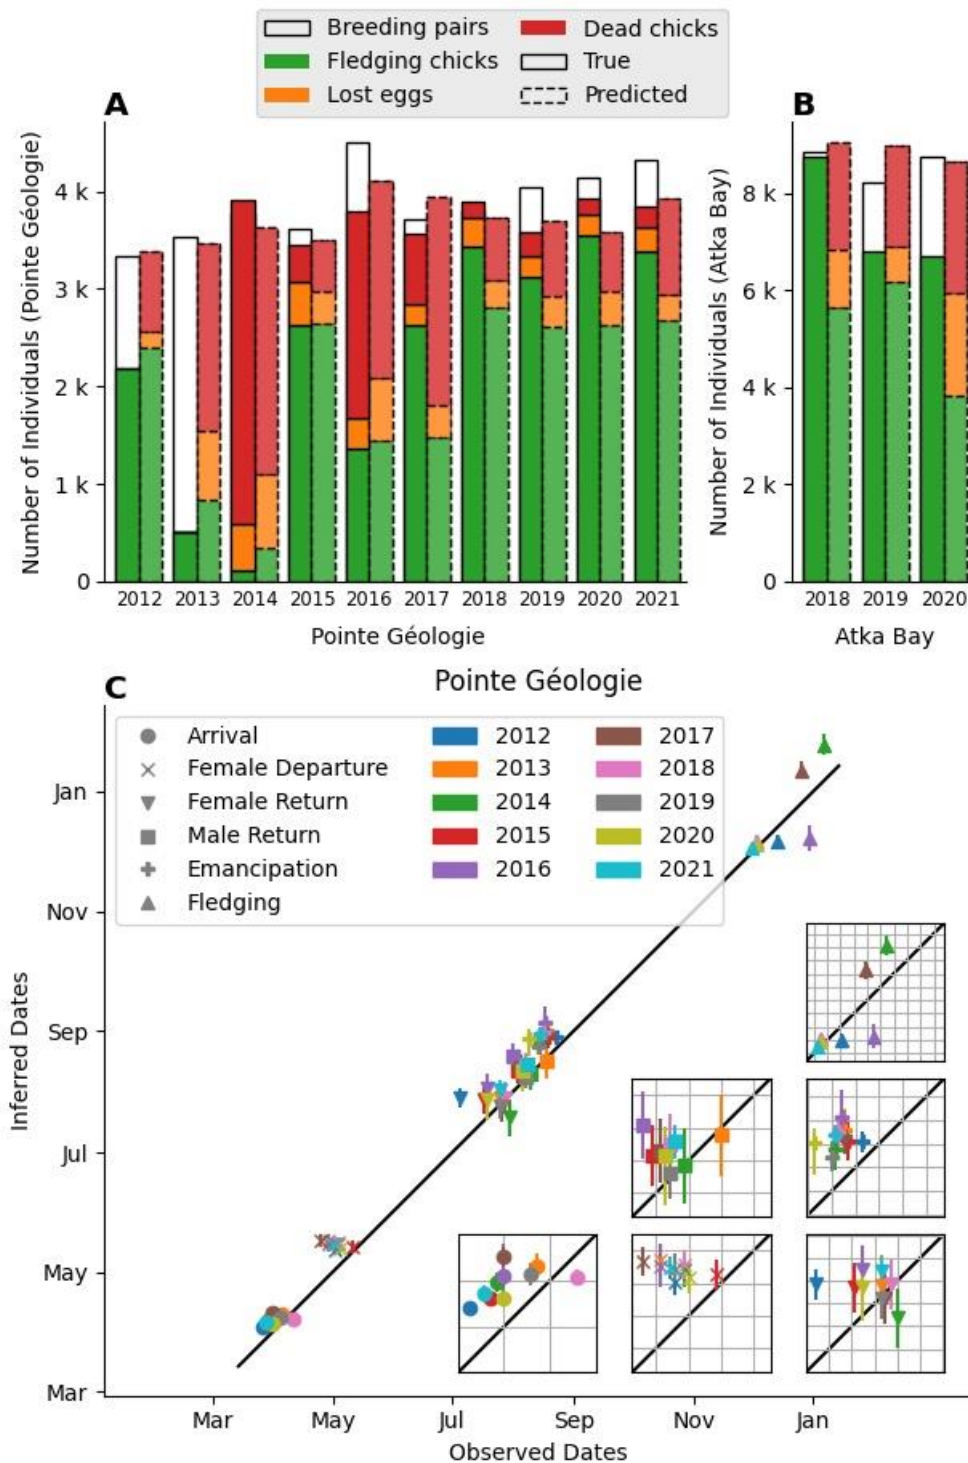 Breeding pairs
Fledging chicks
Lost eggs
Dead chicks
True
Predicted
A
Number of Individuals (Pointe Géologie)
4 k
3 k
2 k
1 k
0
2012 2013 2014 2015 2016 2017 2018 2019 2020 2021
Pointe Géologie
B
Number of Individuals (Atka Bay)
8 k
6 k
4 k
2 k
0
2018 2019 2020
Atka Bay
C
Pointe Géologie
Arrival
Female Departure
Female Return
Male Return
Emancipation
Fledging
2012
2013
2014
2015
2016
2017
2018
2019
2020
2021
Inferred Dates
Jan
Nov
Sep
Jul
May
Mar
Mar May Jul Sep Nov Jan
Observed Dates